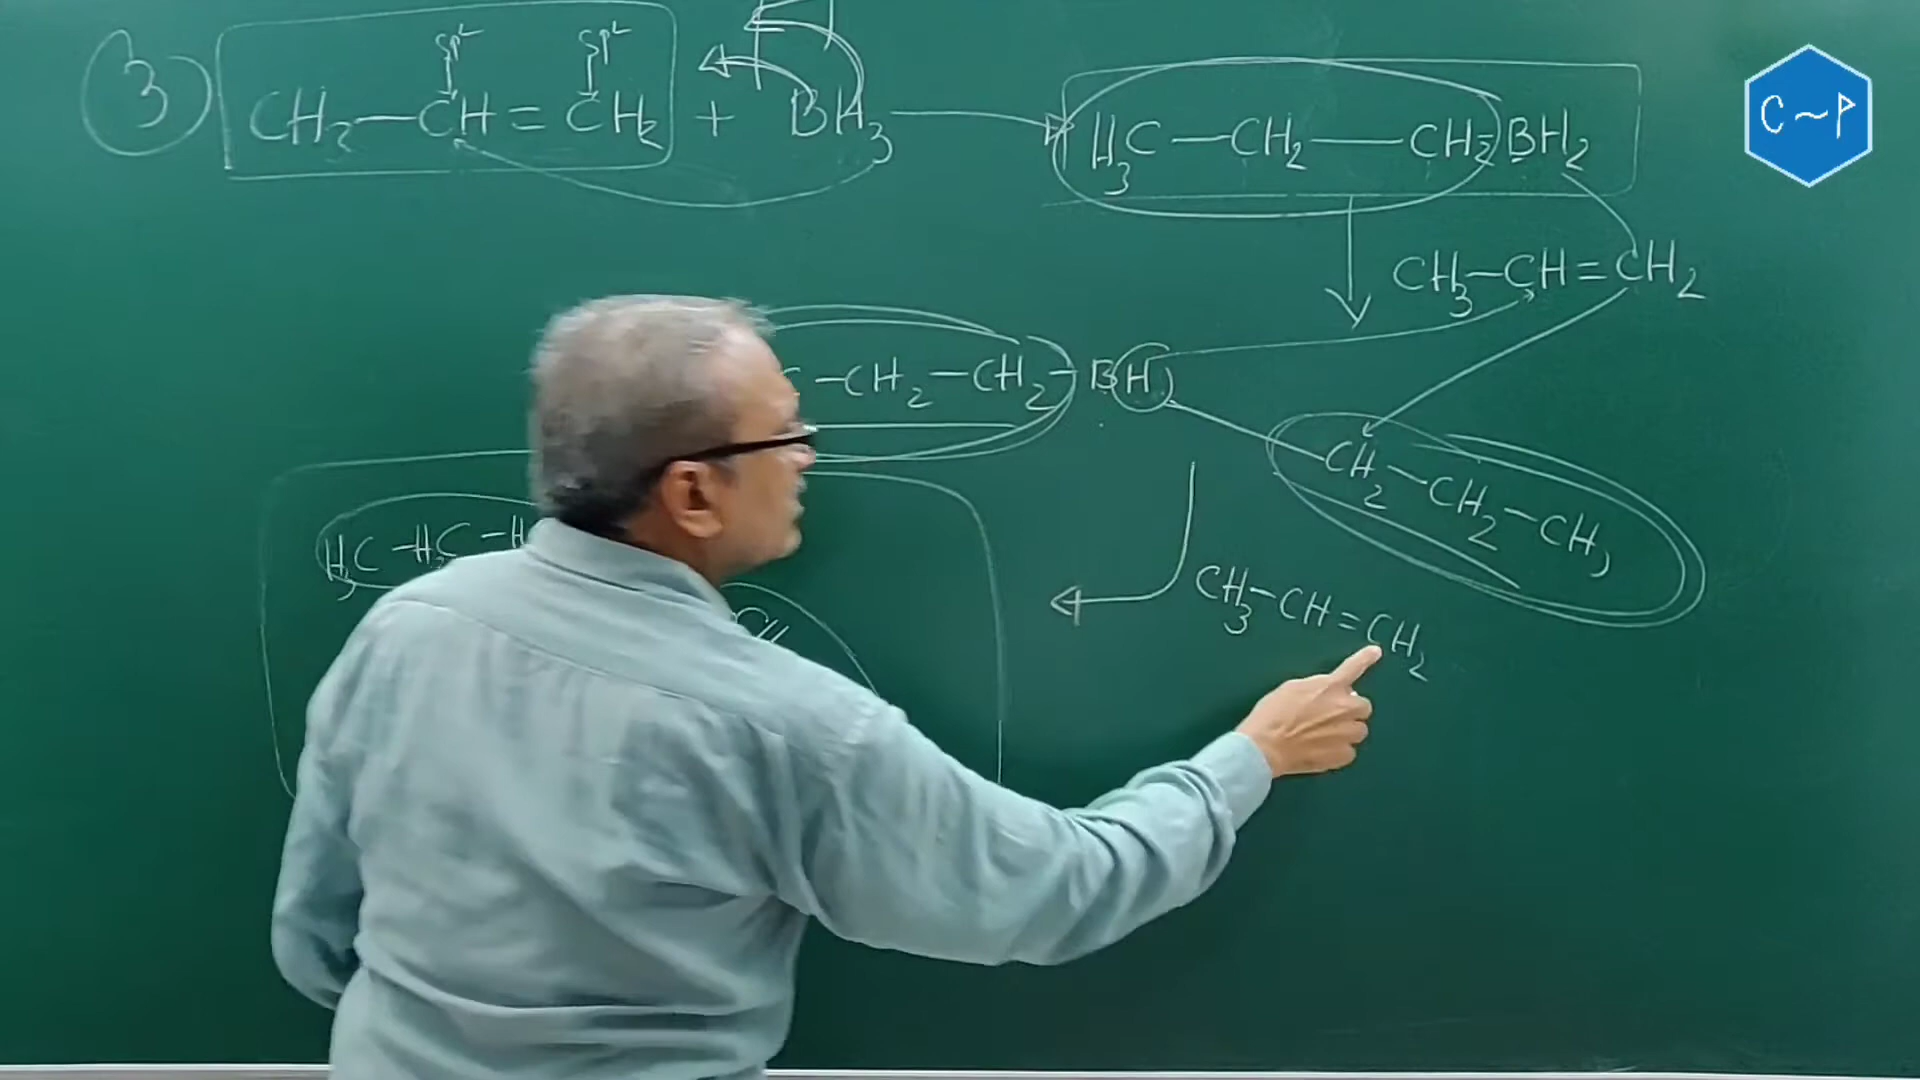 3
sp² sp²
CH₃—CH=CH₂ + BH₃ → H₃C—CH₂—CH₂-BH₂
C~P
CH₃—CH=CH₂
C—CH₂—CH₂—BH
CH₂—CH₂—CH₃
H₃C—H₂C—H
CH₃—CH=CH₂